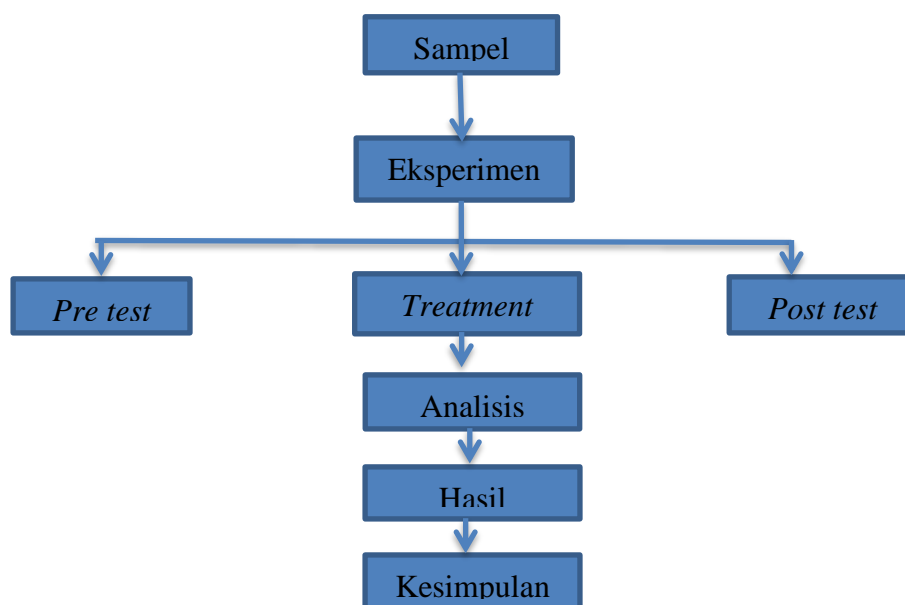 Sampel
Eksperimen
Pre test
Treatment
Post test
Analisis
Hasil
Kesimpulan